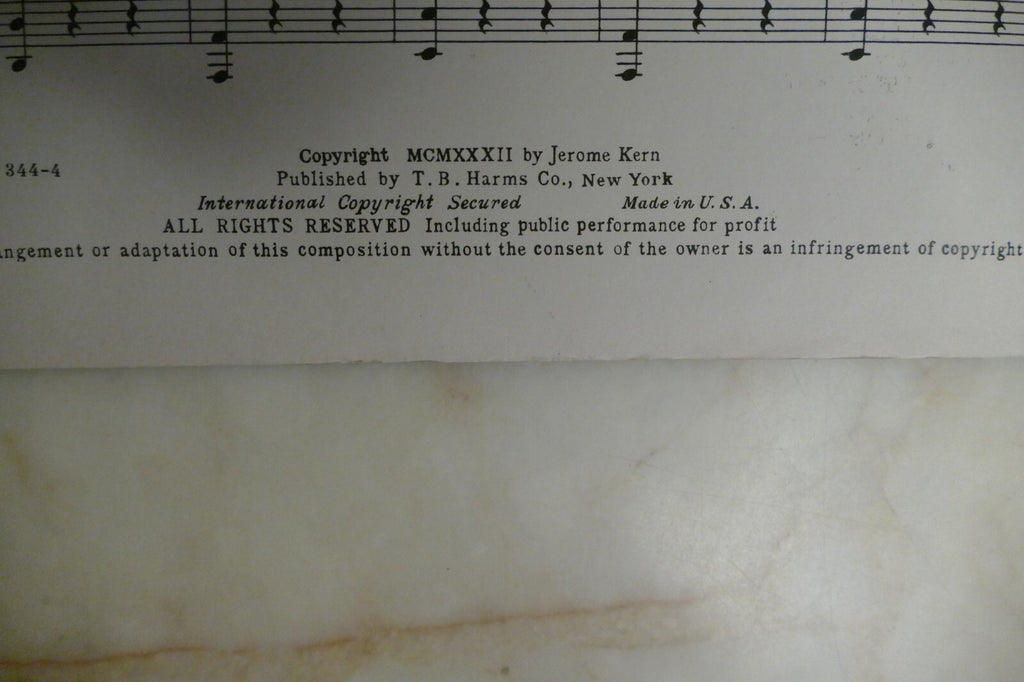 Copyright MCMXXXII by Jerome Kern
344-4
Published by T. B. Harms Co., New York
International Copyright Secured Made in U. S. A.
ALL RIGHTS RESERVED Including public performance for profit
ngement or adaptation of this composition without the consent of the owner is an infringement of copyright